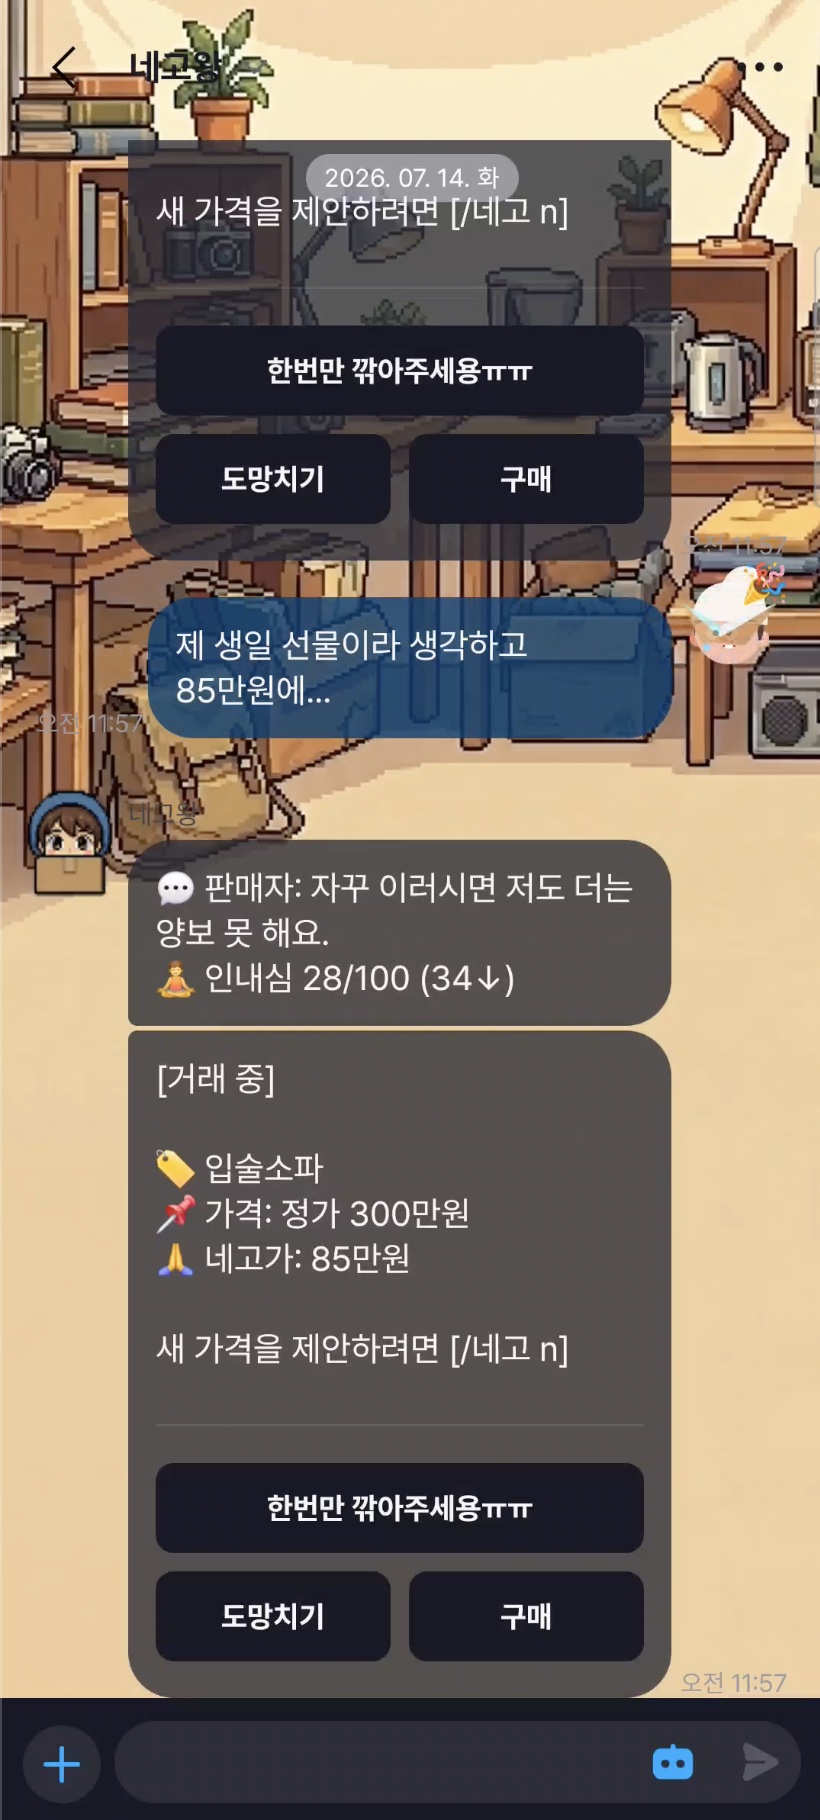 네고왕
2026. 07. 14. 화
새 가격을 제안하려면 [/네고 n]
한번만 깎아주세용ㅠㅠ
도망치기
구매
오전 11:57
제 생일 선물이라 생각하고
85만원에...
오전 11:57
네고왕
💬 판매자: 자꾸 이러시면 저도 더는
양보 못 해요.
🧘 인내심 28/100 (34↓)
[거래 중]
🏷️ 입술소파
📌 가격: 정가 300만원
🙏 네고가: 85만원
새 가격을 제안하려면 [/네고 n]
한번만 깎아주세용ㅠㅠ
도망치기
구매
오전 11:57